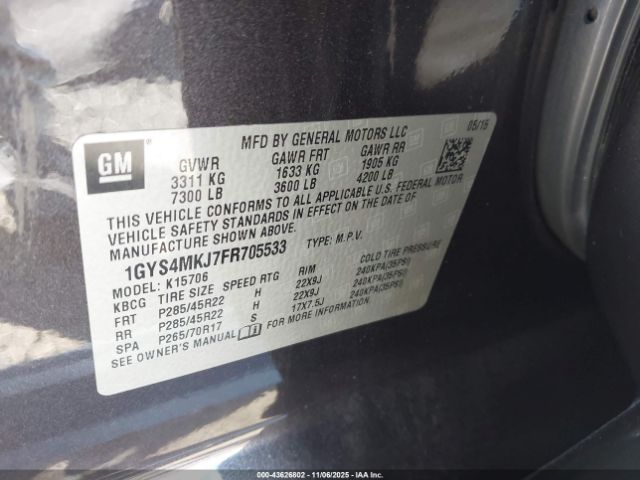 GM
MFD BY GENERAL MOTORS LLC 05/15
GVWR GAWR FRT GAWR RR
3311 KG 1633 KG 1905 KG
7300 LB 3600 LB 4200 LB
THIS VEHICLE CONFORMS TO ALL APPLICABLE U.S. FEDERAL MOTOR
VEHICLE SAFETY STANDARDS IN EFFECT ON THE DATE OF
MANUFACTURE SHOWN ABOVE.
1GYS4MKJ7FR705533 TYPE: M.P.V.
MODEL: K15706
KBCG TIRE SIZE SPEED RTG RIM COLD TIRE PRESSURE
FRT P285/45R22 H 22X9J 240KPA(35PSI)
RR P285/45R22 H 22X9J 240KPA(35PSI)
SPA P265/70R17 S 17X7.5J 240KPA(35PSI)
SEE OWNER'S MANUAL FOR MORE INFORMATION.
000-43626802 - 11/06/2025 - IAAHOLDINGS, LLC. COPYRIGHT